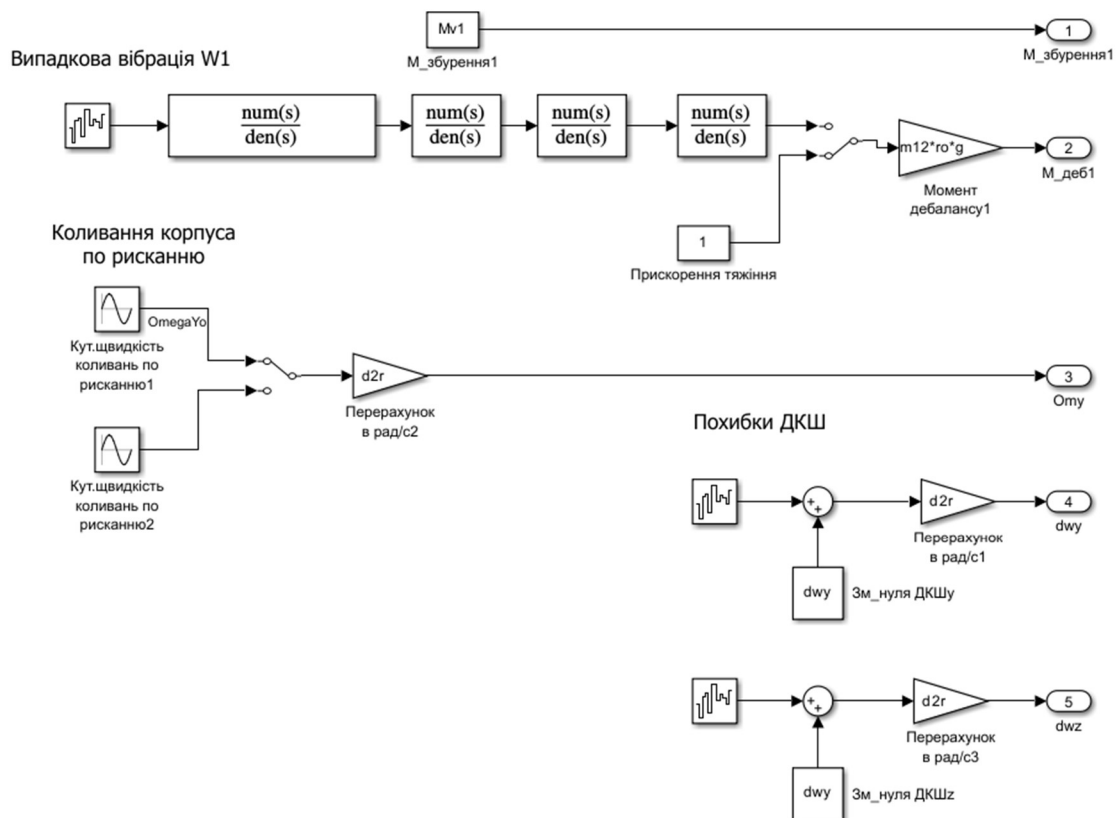 Mv1
М_збурення1
1
М_збурення1
Випадкова вібрація W1
num(s)
den(s)
num(s)
den(s)
num(s)
den(s)
num(s)
den(s)
m12*ro*g
Момент
дебалансу1
2
М_деб1
1
Прискорення тяжіння
Коливання корпуса
по рисканню
OmegaYo
Кут.щвидкість
коливань по
рисканню1
d2r
Перерахунок
в рад/с2
3
Omy
Кут.щвидкість
коливань по
рисканню2
Похибки ДКШ
d2r
Перерахунок
в рад/с1
4
dwy
dwy
Зм_нуля ДКШy
d2r
Перерахунок
в рад/с3
5
dwz
dwy
Зм_нуля ДКШz